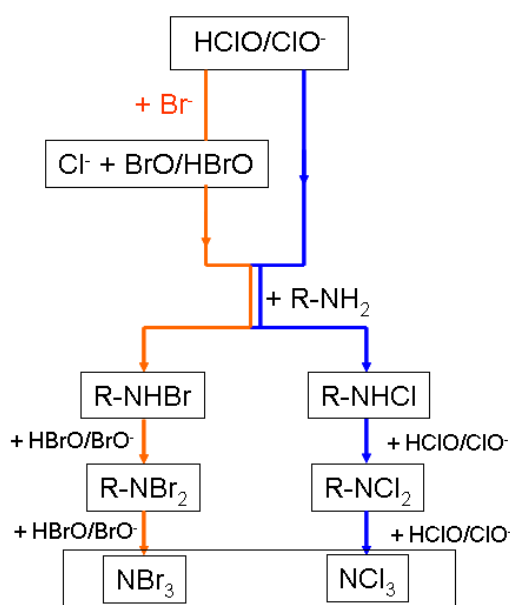 HClO/ClO⁻
+ Br⁻
Cl⁻ + BrO/HBrO
+ R-NH₂
R-NHBr R-NHCl
+ HBrO/BrO⁻ + HClO/ClO⁻
R-NBr₂ R-NCl₂
+ HBrO/BrO⁻ + HClO/ClO⁻
NBr₃ NCl₃